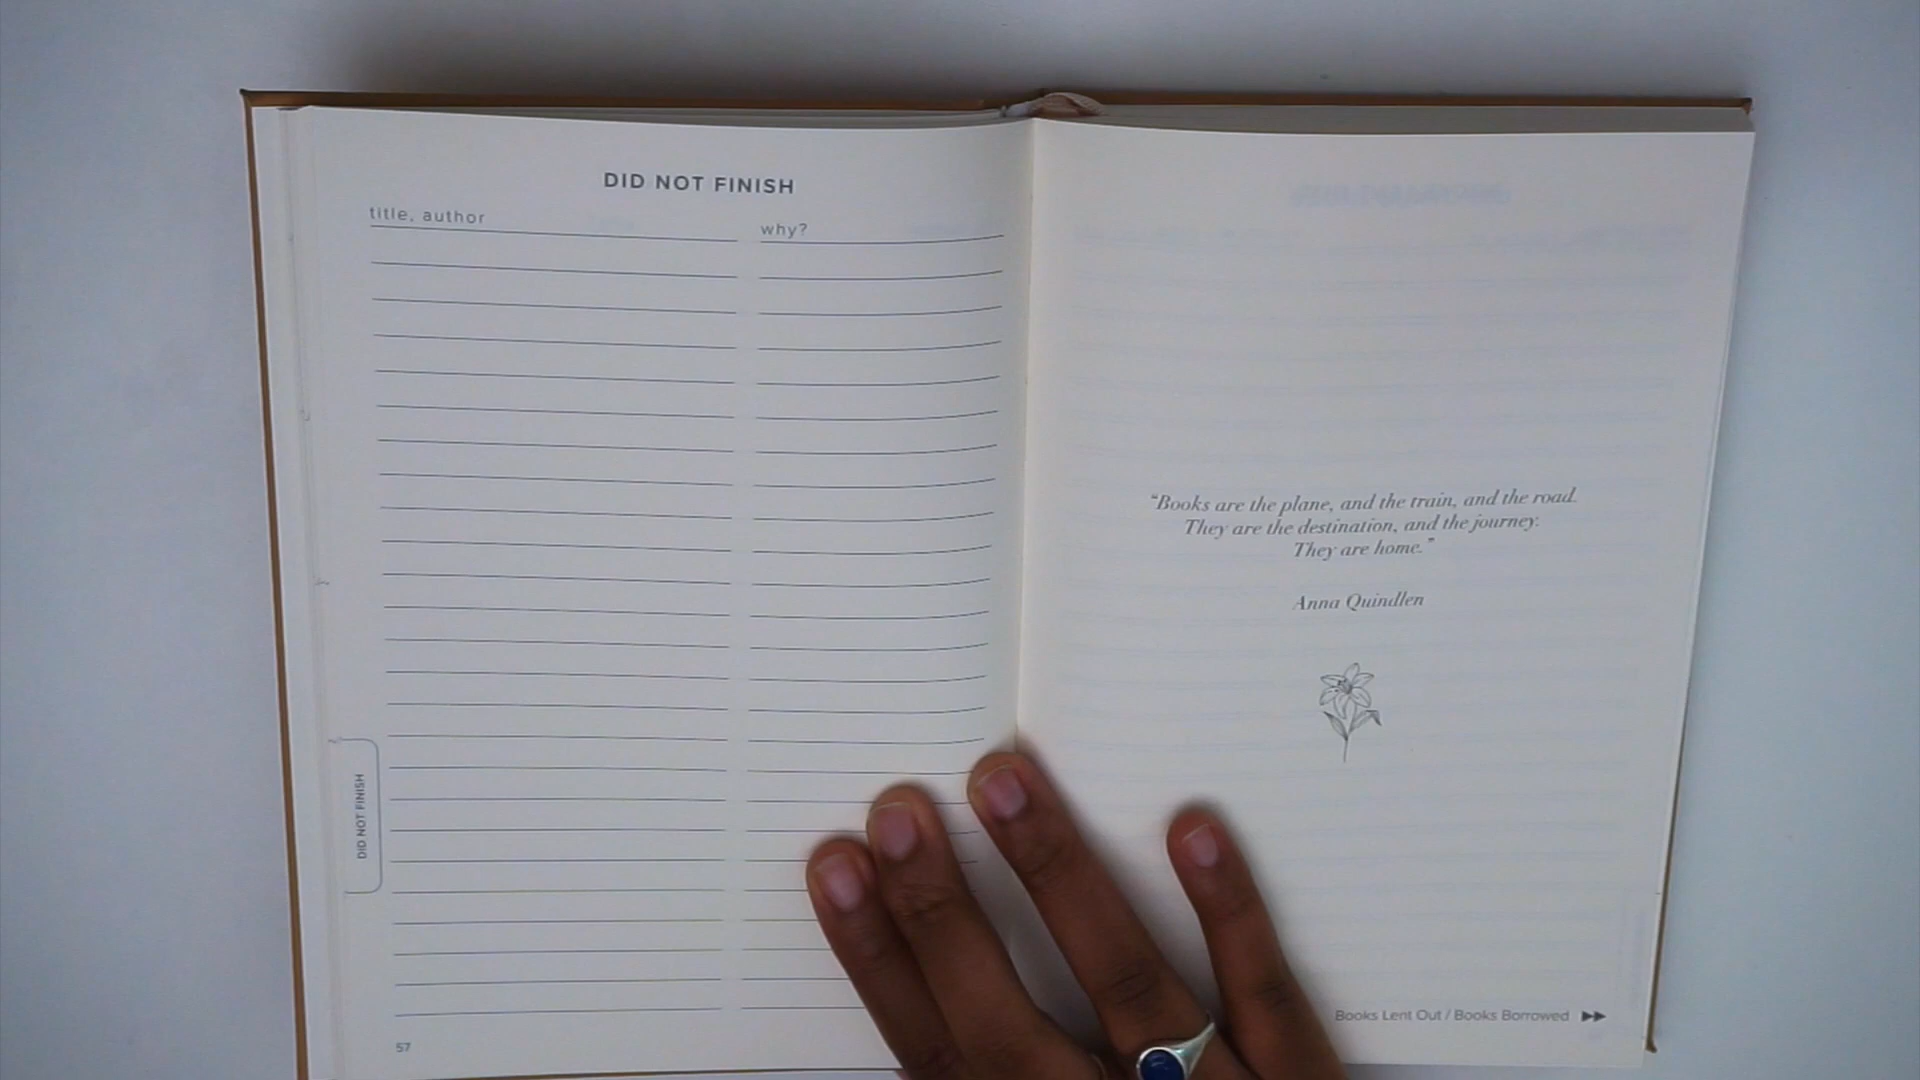 DID NOT FINISH
title, author
why?
DID NOT FINISH
57
“Books are the plane, and the train, and the road.
They are the destination, and the journey.
They are home.”
Anna Quindlen
Books Lent Out / Books Borrowed